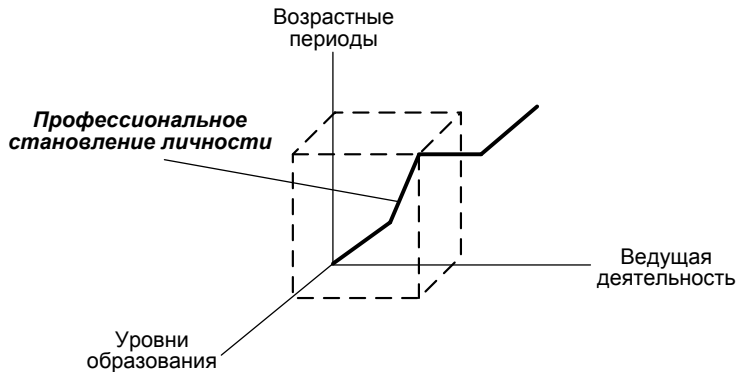 Возрастные
периоды
Профессиональное
становление личности
Ведущая
деятельность
Уровни
образования